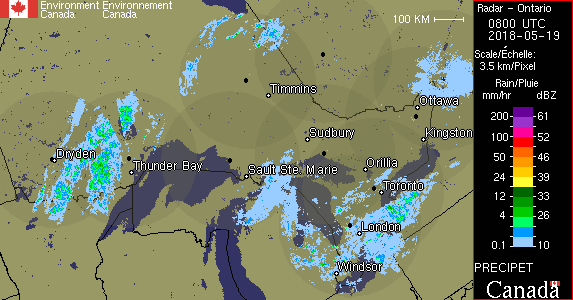 Environment Environnement
Canada Canada
100 KM
Timmins
Ottawa
Sudbury
Kingston
Dryden
Thunder Bay
Sault Ste. Marie
Orillia
Toronto
London
Windsor
Radar - Ontario
0800 UTC
2018-05-19
Scale/Échelle:
3.5 km/Pixel
Rain/Pluie
mm/hr dBZ
200 61
100 52
50 46
24 39
12 33
4 26
0.1 10
PRECIPET
Canada